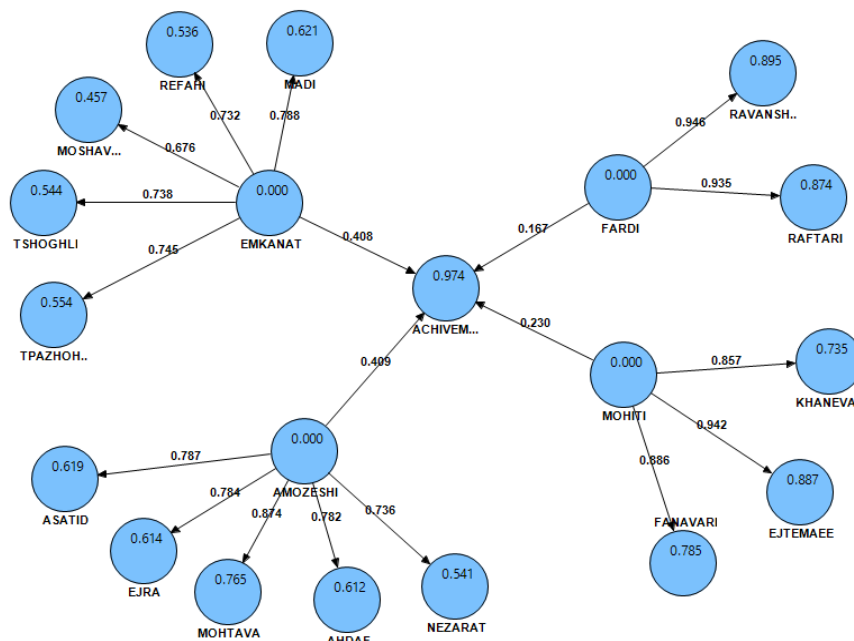 0.536
REFAHI
0.621
MADI
0.895
RAVANSH..
0.457
MOSHAV...
0.732
0.788
0.946
0.676
0.544
TSHOGHLI
0.738
0.000
EMKANAT
0.000
FARDI
0.935
0.874
RAFTARI
0.745
0.408
0.167
0.554
TPAZHOH..
0.974
ACHIVEM...
0.230
0.409
0.000
MOHITI
0.857
0.735
KHANEVA
0.942
0.886
0.000
AMOZESHI
0.619
ASATID
0.787
0.784
0.874
0.782
0.736
0.887
EJTEMAEE
FANAVARI
0.785
0.614
EJRA
0.765
MOHTAVA
0.612
0.541
NEZARAT